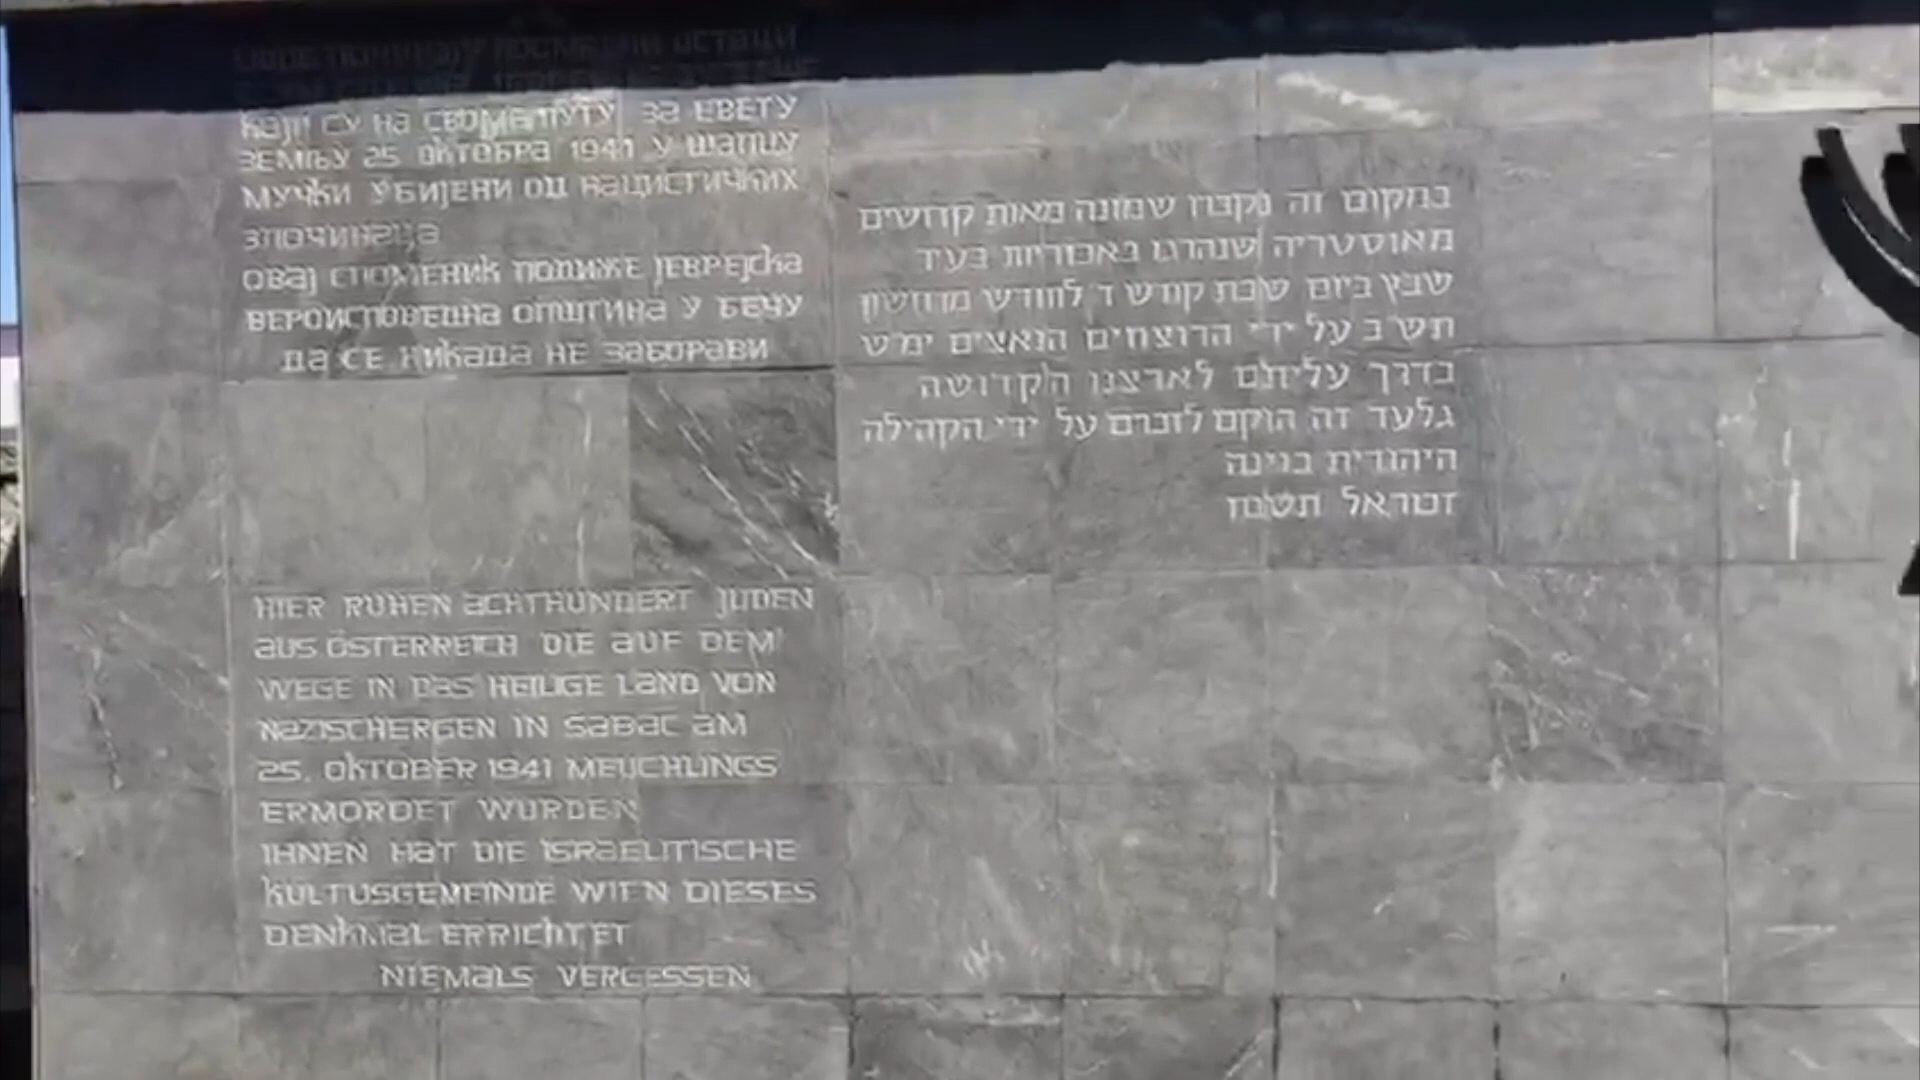 ОВДЕ ПОЧИВАЈУ ПОСМРТНИ ОСТАЦИ
КОЈИ СУ НА СВОМЕ ПУТУ ЗА СВЕТУ
ЗЕМЉУ 25 ОКТОБРА 1941 У ШАПЦУ
МУЧКИ УБИЈЕНИ ОД НАЦИСТИЧКИХ
ЗЛОЧИНАЦА
ОВАЈ СПОМЕНИК ПОДИЖЕ ЈЕВРЕЈСКА
ВЕРОИСПОВЕДНА ОПШТИНА У БЕЧУ
ДА СЕ НИКАДА НЕ ЗАБОРАВИ
HIER RUHEN ACHTHUNDERT JUDEN
AUS ÖSTERREICH DIE AUF DEM
WEGE IN DAS HEILIGE LAND VON
NAZISCHERGEN IN SABAC AM
25. OKTOBER 1941 MEUCHLINGS
ERMORDET WURDEN
IHNEN HAT DIE ISRAELITISCHE
KULTUSGEMEINDE WIEN DIESES
DENKMAL ERRICHTET
NIEMALS VERGESSEN
במקום זה נקברו שמונה מאות קדושים
מאוסטריה שנהרגו באכזריות בעיר
שבץ ביום שבת קודש ד לחודש מרחשון
תש״ב על ידי הרוצחים הנאצים ימ״ש
בדרך עליתם לארצנו הקדושה
גלעד זה הוקם לזכרם על ידי הקהילה
היהודית בוינה